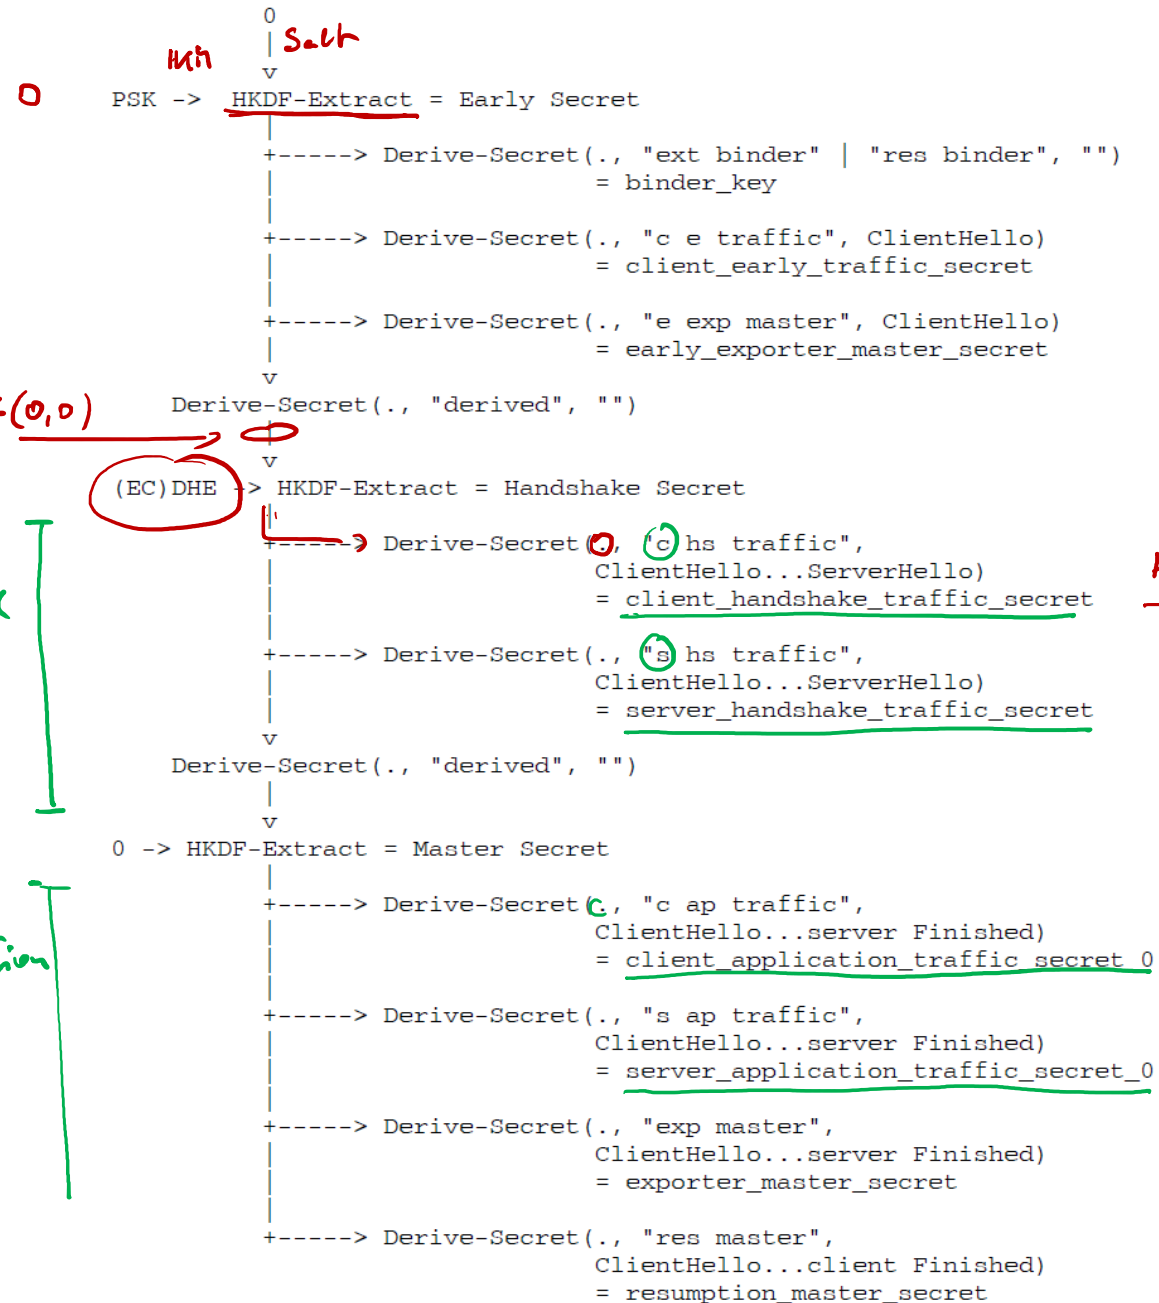 0
| Salt
IKM
v
0 PSK -> HKDF-Extract = Early Secret
|
+-----> Derive-Secret(., "ext binder" | "res binder", "")
| = binder_key
|
+-----> Derive-Secret(., "c e traffic", ClientHello)
| = client_early_traffic_secret
|
+-----> Derive-Secret(., "e exp master", ClientHello)
| = early_exporter_master_secret
v
Derive-Secret(., "derived", "")
(0,0)
|
v
(EC)DHE -> HKDF-Extract = Handshake Secret
|
+-----> Derive-Secret(., "c hs traffic",
| ClientHello...ServerHello)
| = client_handshake_traffic_secret
|
+-----> Derive-Secret(., "s hs traffic",
| ClientHello...ServerHello)
| = server_handshake_traffic_secret
v
Derive-Secret(., "derived", "")
|
v
0 -> HKDF-Extract = Master Secret
|
+-----> Derive-Secret(., "c ap traffic",
| ClientHello...server Finished)
| = client_application_traffic_secret_0
|
+-----> Derive-Secret(., "s ap traffic",
| ClientHello...server Finished)
| = server_application_traffic_secret_0
|
+-----> Derive-Secret(., "exp master",
| ClientHello...server Finished)
| = exporter_master_secret
|
+-----> Derive-Secret(., "res master",
ClientHello...client Finished)
= resumption_master_secret